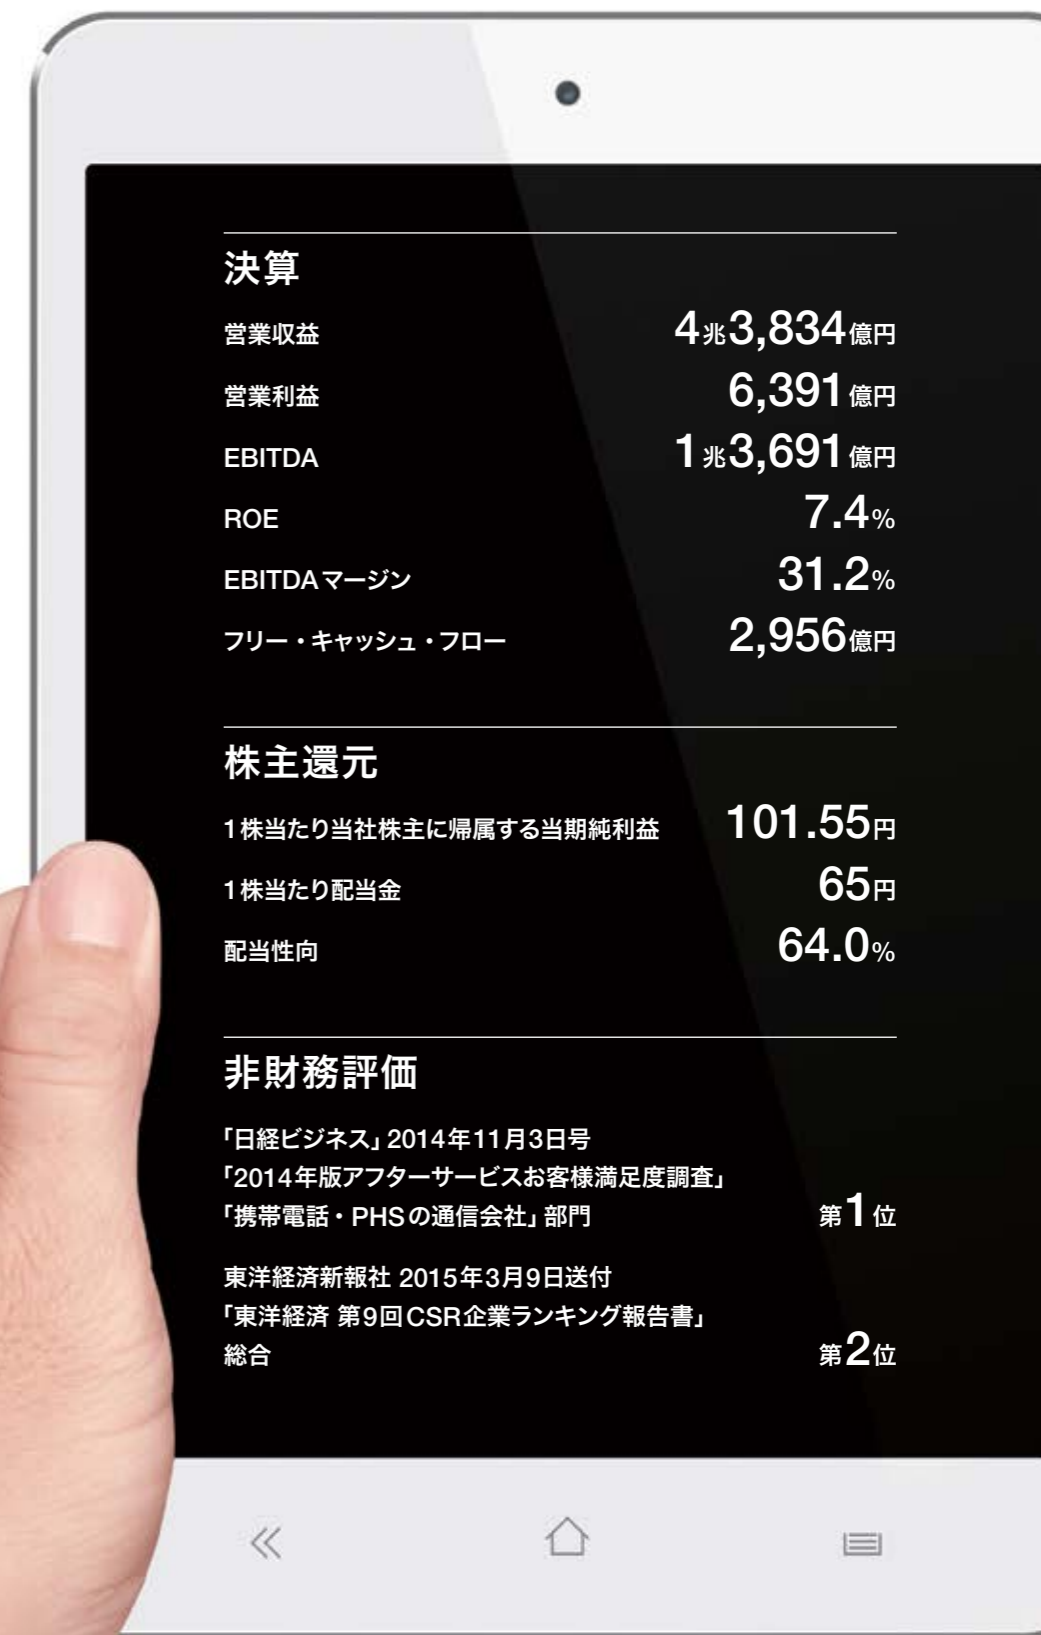 決算
営業収益 4兆3,834億円
営業利益 6,391億円
EBITDA 1兆3,691億円
ROE 7.4%
EBITDAマージン 31.2%
フリー・キャッシュ・フロー 2,956億円
株主還元
1株当たり当社株主に帰属する当期純利益 101.55円
1株当たり配当金 65円
配当性向 64.0%
非財務評価
「日経ビジネス」2014年11月3日号
「2014年版アフターサービスお客様満足度調査」
「携帯電話・PHSの通信会社」部門 第1位
東洋経済新報社 2015年3月9日送付
「東洋経済 第9回CSR企業ランキング報告書」
総合 第2位